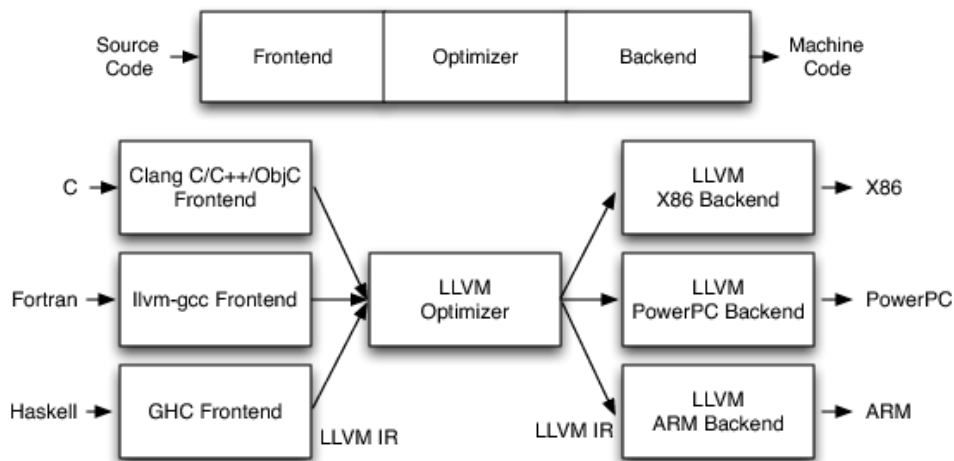 Source
Code
Frontend
Optimizer
Backend
Machine
Code
C
Clang C/C++/ObjC
Frontend
LLVM
X86 Backend
X86
Fortran
llvm-gcc Frontend
LLVM
Optimizer
LLVM
PowerPC Backend
PowerPC
Haskell
GHC Frontend
LLVM IR
LLVM IR
LLVM
ARM Backend
ARM